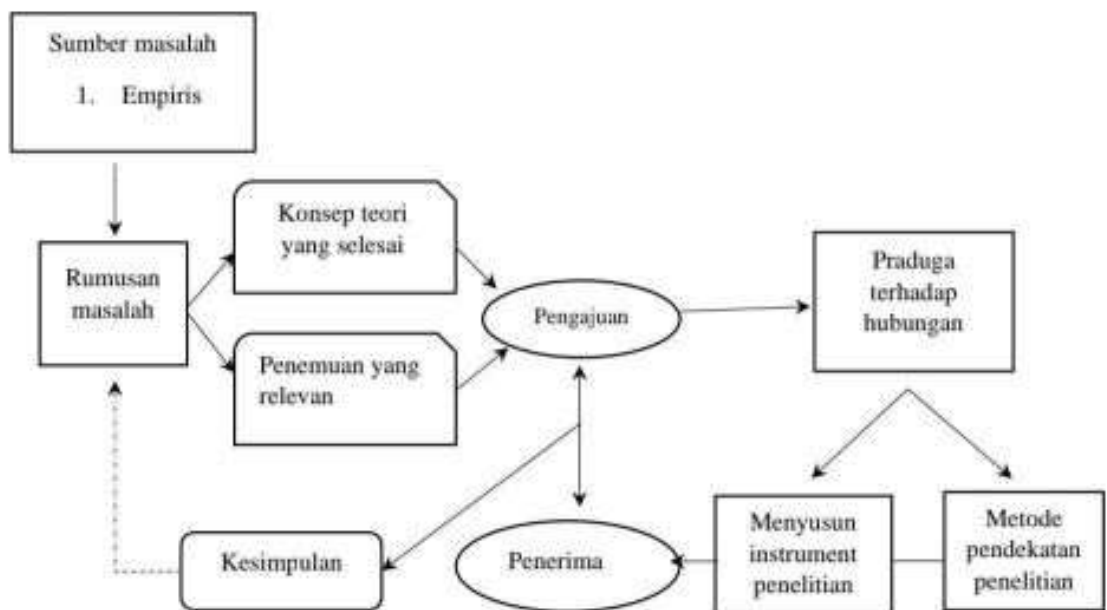 Sumber masalah
1. Empiris
Rumusan
masalah
Konsep teori
yang selesai
Penemuan yang
relevan
Pengajuan
Praduga
terhadap
hubungan
Kesimpulan
Penerima
Menyusun
instrument
penelitian
Metode
pendekatan
penelitian